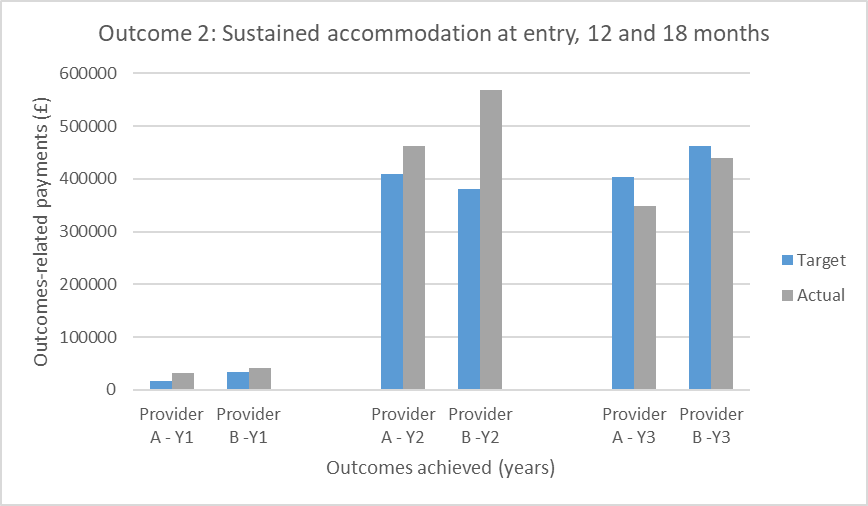 Outcome 2: Sustained accommodation at entry, 12 and 18 months
Outcomes-related payments (£)
600000
500000
400000
300000
200000
100000
0
Provider A - Y1
Provider B -Y1
Provider A - Y2
Provider B -Y2
Provider A - Y3
Provider B -Y3
Outcomes achieved (years)
Target
Actual